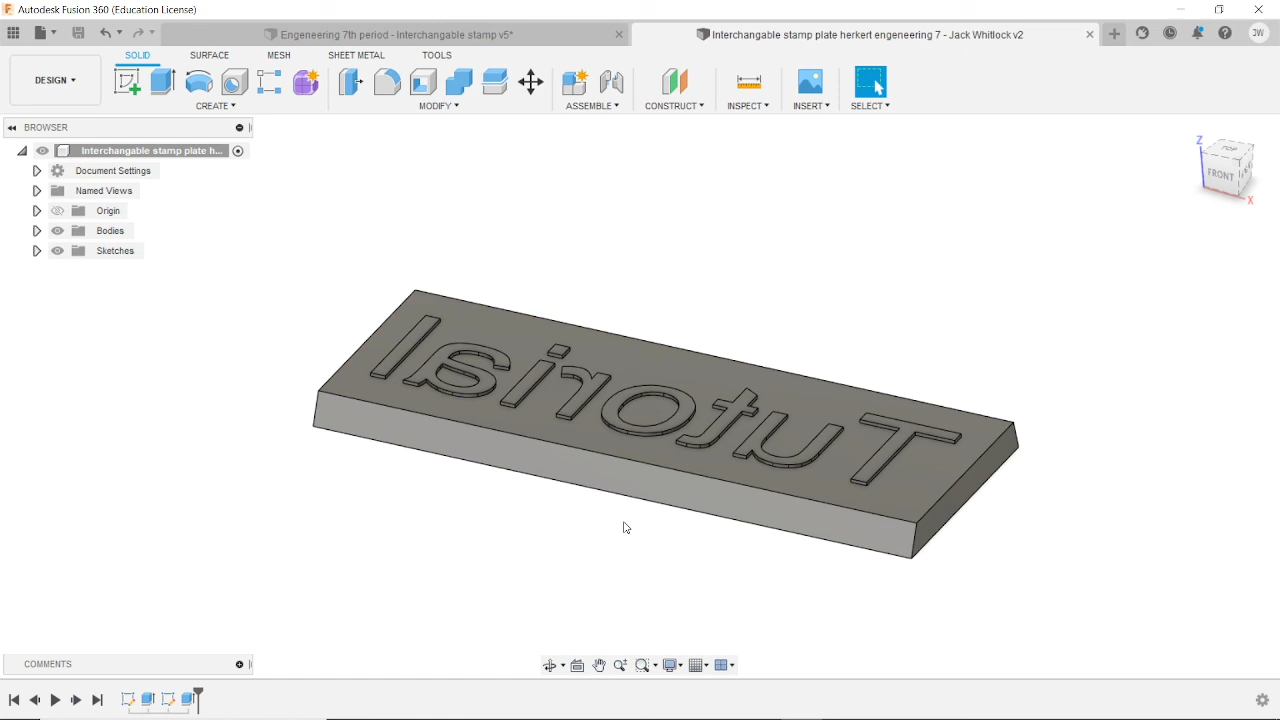 Autodesk Fusion 360 (Education License)
Engeneering 7th period - Interchangable stamp v5*
Interchangable stamp plate herkert engeneering 7 - Jack Whitlock v2
JW
SOLID SURFACE MESH SHEET METAL TOOLS
DESIGN
CREATE MODIFY ASSEMBLE CONSTRUCT INSPECT INSERT SELECT
BROWSER
Interchangable stamp plate h...
Document Settings
Named Views
Origin
Bodies
Sketches
Z
TOP
FRONT
X
Tutorial
COMMENTS